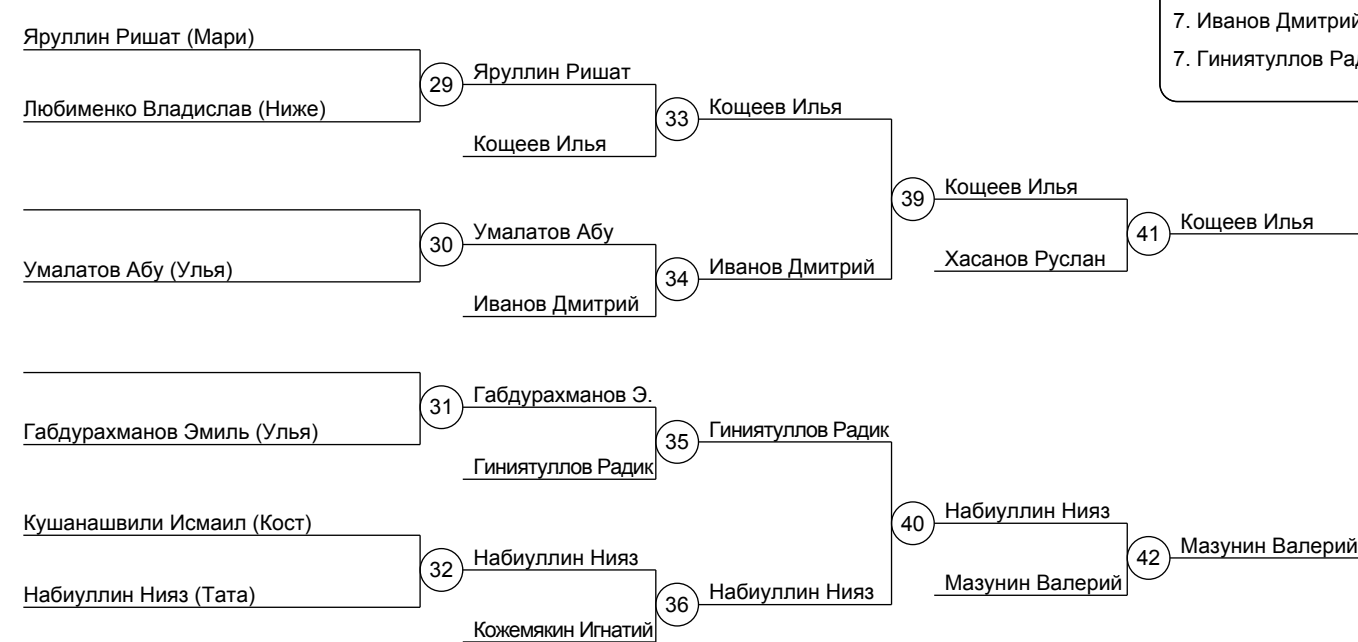 7. Иванов Дмитрий
7. Гиниятуллов
Яруллин Ришат (Мари)
29
Яруллин Ришат
Любименко Владислав (Ниже)
33
Кощеев Илья
Кощеев Илья
39
Кощеев Илья
30
Умалатов Абу
Умалатов Абу (Улья)
34
Иванов Дмитрий
Иванов Дмитрий
Хасанов Руслан
41
Кощеев Илья
31
Габдурахманов Э.
Габдурахманов Эмиль (Улья)
35
Гиниятуллов Радик
Гиниятуллов Радик
40
Набиуллин Нияз
Кушанашвили Исмаил (Кост)
32
Набиуллин Нияз
Набиуллин Нияз (Тата)
36
Набиуллин Нияз
Кожемякин Игнатий
Мазунин Валерий
42
Мазунин Валерий